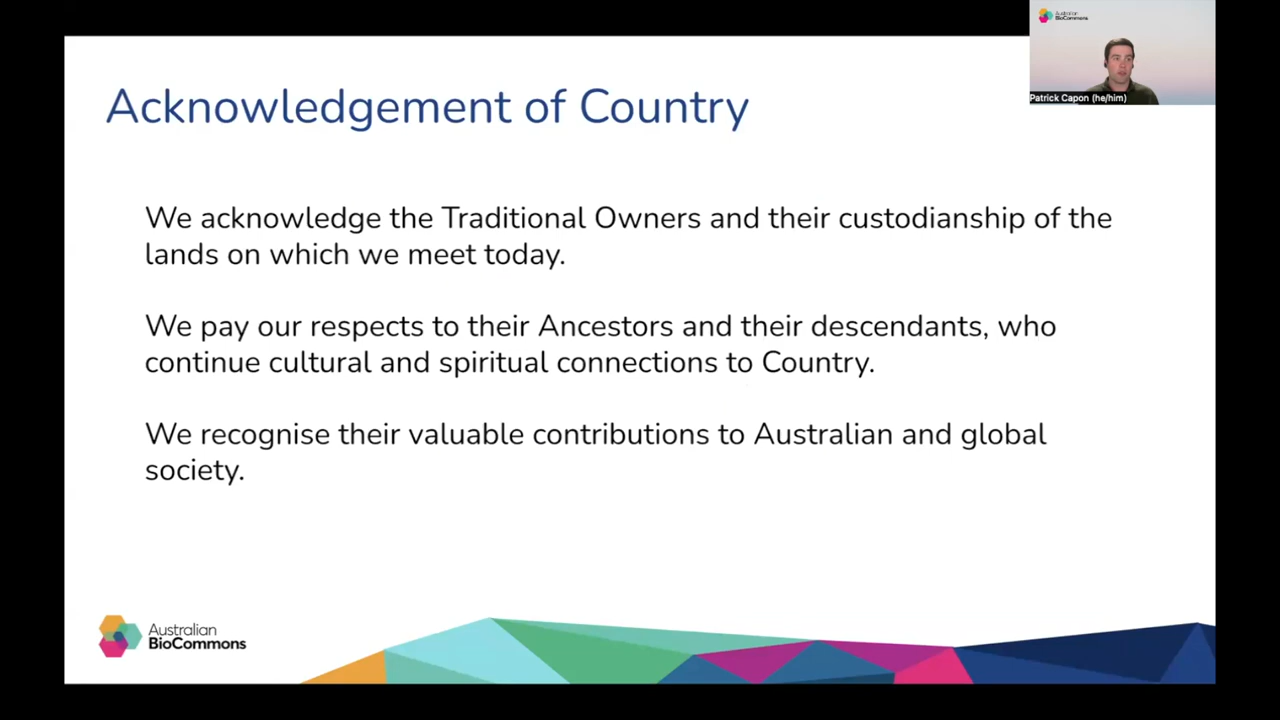 Australian
BioCommons
Patrick Capon (he/him)
Acknowledgement of Country
We acknowledge the Traditional Owners and their custodianship of the
lands on which we meet today.
We pay our respects to their Ancestors and their descendants, who
continue cultural and spiritual connections to Country.
We recognise their valuable contributions to Australian and global
society.
Australian
BioCommons